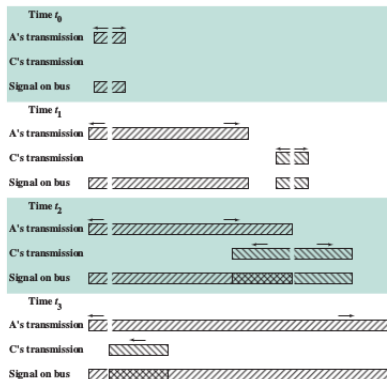 Time t0
A's transmission
C's transmission
Signal on bus
Time t1
A's transmission
C's transmission
Signal on bus
Time t2
A's transmission
C's transmission
Signal on bus
Time t3
A's transmission
C's transmission
Signal on bus